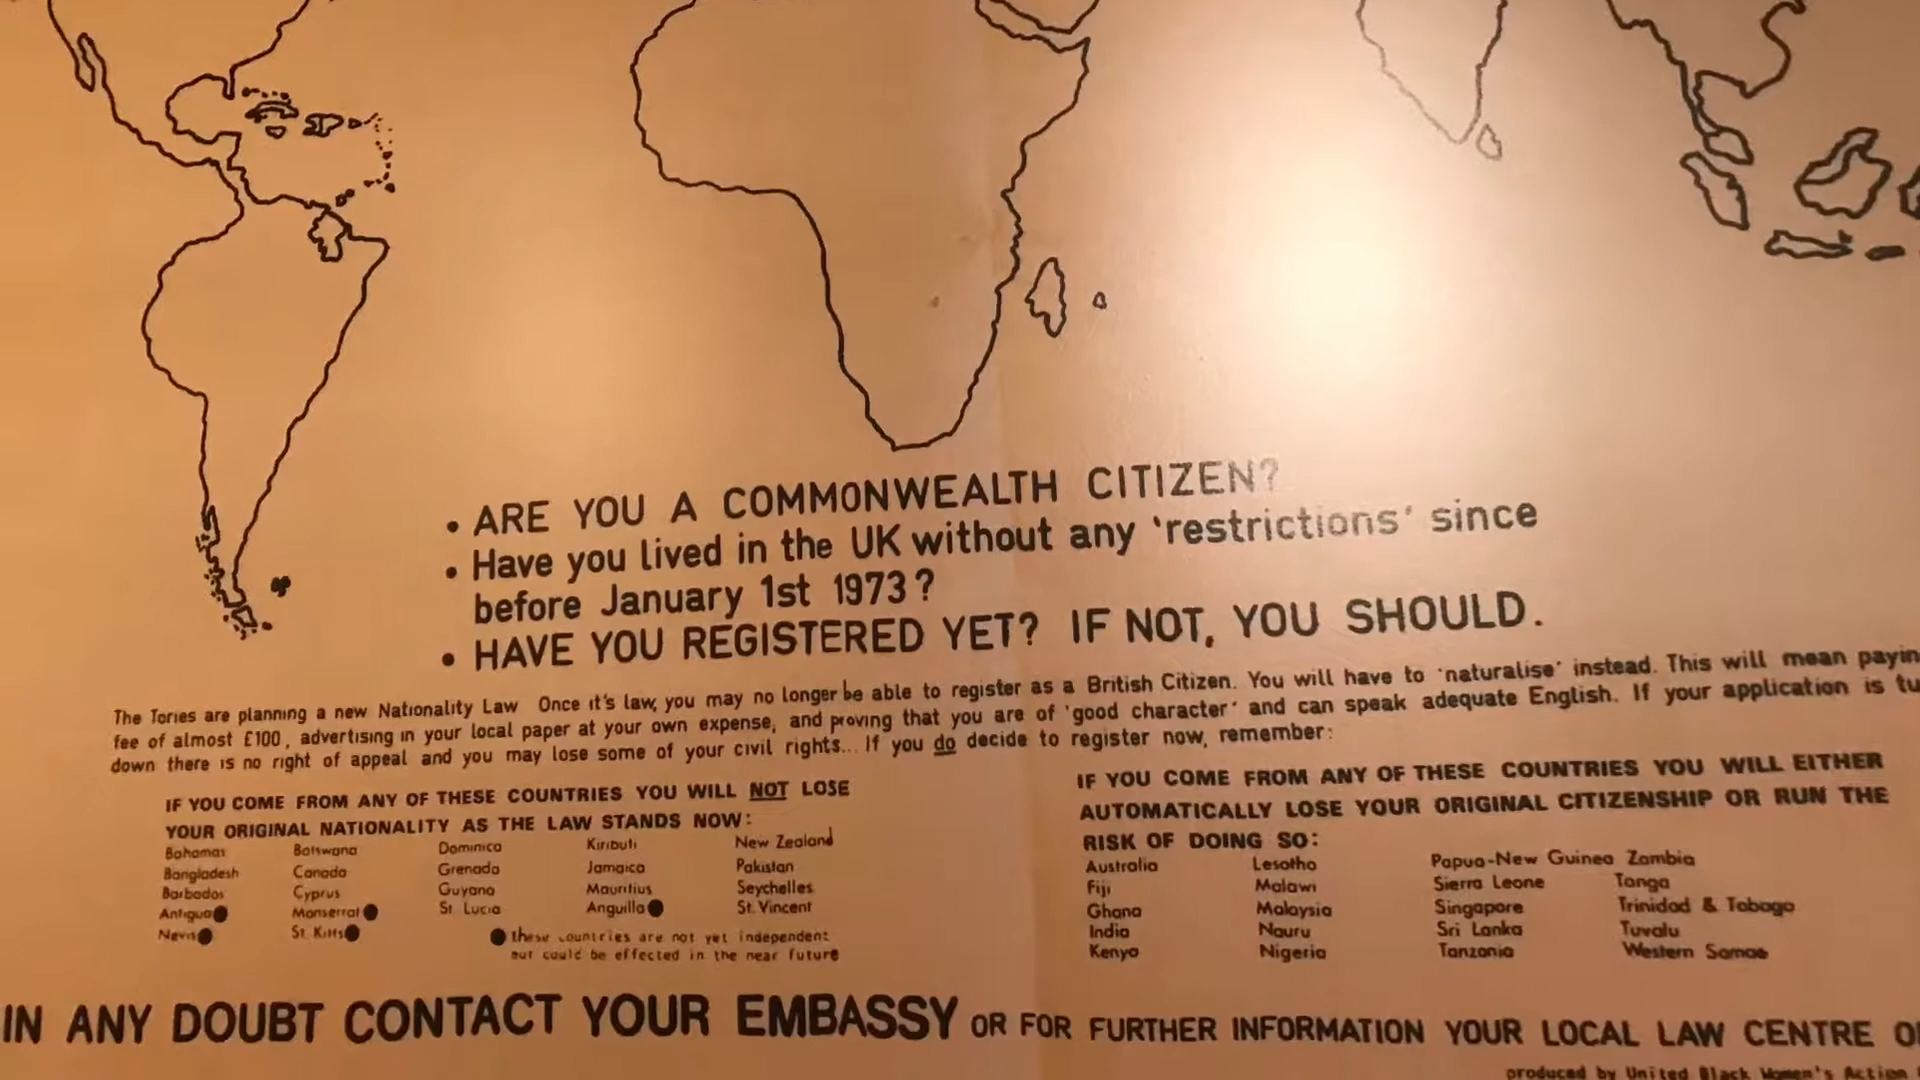 • ARE YOU A COMMONWEALTH CITIZEN?
• Have you lived in the UK without any 'restrictions' since
before January 1st 1973?
• HAVE YOU REGISTERED YET? IF NOT, YOU SHOULD.
The Tories are planning a new Nationality Law Once it's law, you may no longer be able to register as a British Citizen. You will have to 'naturalise' instead. This will mean payin
fee of almost £100, advertising in your local paper at your own expense, and proving that you are of 'good character' and can speak adequate English. If your application is tu
down there is no right of appeal and you may lose some of your civil rights... If you do decide to register now, remember:
IF YOU COME FROM ANY OF THESE COUNTRIES YOU WILL NOT LOSE
YOUR ORIGINAL NATIONALITY AS THE LAW STANDS NOW:
Bahamas Botswana Dominica Kiributi New Zealand
Bangladesh Canada Grenada Jamaica Pakistan
Barbados Cyprus Guyana Mauritius Seychelles
Antigua● Monserrat● St. Lucia Anguilla● St. Vincent
Nevis● St. Kitts●
● these countries are not yet independent
but could be effected in the near future
IF YOU COME FROM ANY OF THESE COUNTRIES YOU WILL EITHER
AUTOMATICALLY LOSE YOUR ORIGINAL CITIZENSHIP OR RUN THE
RISK OF DOING SO:
Australia Lesotho Papua-New Guinea Zambia
Fiji Malawi Sierra Leone Tonga
Ghana Malaysia Singapore Trinidad & Tobago
India Nauru Sri Lanka Tuvalu
Kenya Nigeria Tanzania Western Samoa
IN ANY DOUBT CONTACT YOUR EMBASSY OR FOR FURTHER INFORMATION YOUR LOCAL LAW CENTRE O
produced by United Black Women's Action